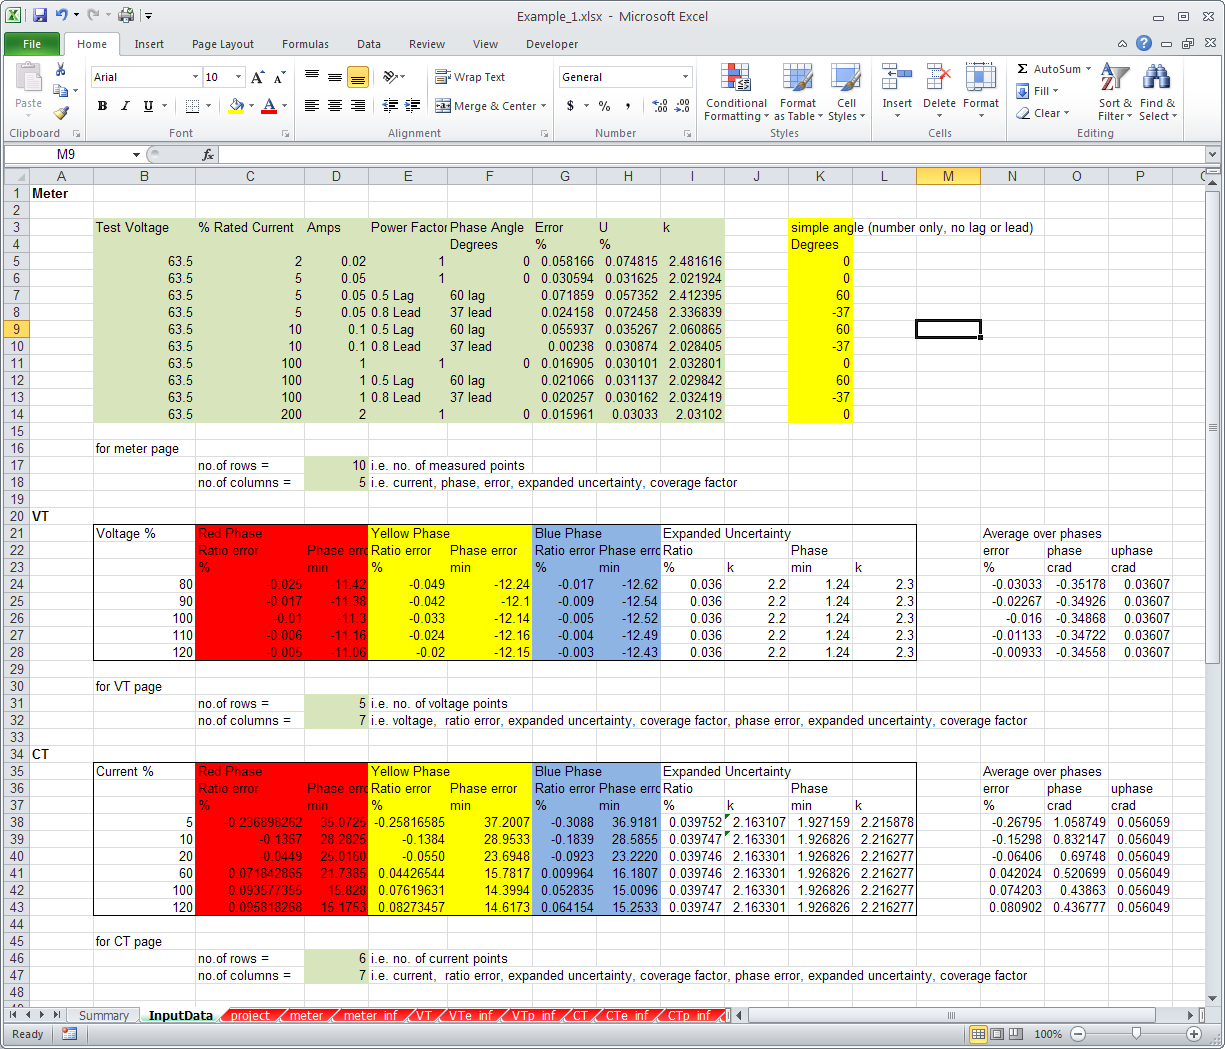 Example_1.xlsx - Microsoft Excel
File Home Insert Page Layout Formulas Data Review View Developer
Paste Arial 10 A A Wrap Text General Conditional Format Cell Insert Delete Format Σ AutoSum Sort & Find &
B I U A Merge & Center $ % , Formatting as Table Styles Fill Filter Select
Clear
Clipboard Font Alignment Number Styles Cells Editing
M9 fx
A B C D E F G H I J K L M N O P
1 Meter
2
3 Test Voltage % Rated Current Amps Power Factor Phase Angle Error U k simple angle (number only, no lag or lead)
4 Degrees % % Degrees
5 63.5 2 0.02 1 0 0.058166 0.074815 2.481616 0
6 63.5 5 0.05 1 0 0.030594 0.031625 2.021924 0
7 63.5 5 0.05 0.5 Lag 60 lag 0.071859 0.057352 2.412395 60
8 63.5 5 0.05 0.8 Lead 37 lead 0.024158 0.072458 2.336839 -37
9 63.5 10 0.1 0.5 Lag 60 lag 0.055937 0.035267 2.060865 60
10 63.5 10 0.1 0.8 Lead 37 lead 0.00238 0.030874 2.028405 -37
11 63.5 100 1 1 0 0.016905 0.030101 2.032801 0
12 63.5 100 1 0.5 Lag 60 lag 0.021066 0.031137 2.029842 60
13 63.5 100 1 0.8 Lead 37 lead 0.020257 0.030162 2.032419 -37
14 63.5 200 2 1 0 0.015961 0.03033 2.03102 0
15
16 for meter page
17 no.of rows = 10 i.e. no. of measured points
18 no.of columns = 5 i.e. current, phase, error, expanded uncertainty, coverage factor
19
20 VT
21 Voltage % Red Phase Yellow Phase Blue Phase Expanded Uncertainty Average over phases
22 Ratio error Phase erro Ratio error Phase error Ratio error Phase erro Ratio Phase error phase uphase
23 % min % min % min % k min k % crad crad
24 80 -0.025 -11.42 -0.049 -12.24 -0.017 -12.62 0.036 2.2 1.24 2.3 -0.03033 -0.35178 0.03607
25 90 -0.017 -11.38 -0.042 -12.1 -0.009 -12.54 0.036 2.2 1.24 2.3 -0.02267 -0.34926 0.03607
26 100 -0.01 -11.3 -0.033 -12.14 -0.005 -12.52 0.036 2.2 1.24 2.3 -0.016 -0.34868 0.03607
27 110 -0.006 -11.16 -0.024 -12.16 -0.004 -12.49 0.036 2.2 1.24 2.3 -0.01133 -0.34722 0.03607
28 120 -0.005 -11.06 -0.02 -12.15 -0.003 -12.43 0.036 2.2 1.24 2.3 -0.00933 -0.34558 0.03607
29
30 for VT page
31 no.of rows = 5 i.e. no. of voltage points
32 no.of columns = 7 i.e. voltage, ratio error, expanded uncertainty, coverage factor, phase error, expanded uncertainty, coverage factor
33
34 CT
35 Current % Red Phase Yellow Phase Blue Phase Expanded Uncertainty Average over phases
36 Ratio error Phase erro Ratio error Phase error Ratio error Phase erro Ratio Phase error phase uphase
37 % min % min % min % k min k % crad crad
38 5 -0.236898262 35.0725 -0.25816585 37.2007 -0.3088 36.9181 0.039752 2.163107 1.927159 2.215878 -0.26795 1.058749 0.056059
39 10 -0.1367 28.2825 -0.1384 28.9533 -0.1839 28.5855 0.039747 2.163301 1.926826 2.216277 -0.15298 0.832147 0.056049
40 20 -0.0449 25.0160 -0.0550 23.6948 -0.0923 23.2220 0.039746 2.163301 1.926826 2.216277 -0.06406 0.69748 0.056049
41 60 0.071842865 21.7385 0.04426544 15.7817 0.009964 16.1807 0.039746 2.163301 1.926826 2.216277 0.042024 0.520699 0.056049
42 100 0.093577355 15.828 0.07619631 14.3994 0.052835 15.0096 0.039747 2.163301 1.926826 2.216277 0.074203 0.43863 0.056049
43 120 0.095818268 15.1753 0.08273457 14.6173 0.064154 15.2533 0.039747 2.163301 1.926826 2.216277 0.080902 0.436777 0.056049
44
45 for CT page
46 no.of rows = 6 i.e. no. of current points
47 no.of columns = 7 i.e. current, ratio error, expanded uncertainty, coverage factor, phase error, expanded uncertainty, coverage factor
48
Summary InputData project meter meter_inf VT VTe_inf VTp_inf CT CTe_inf CTp_inf
Ready 100%